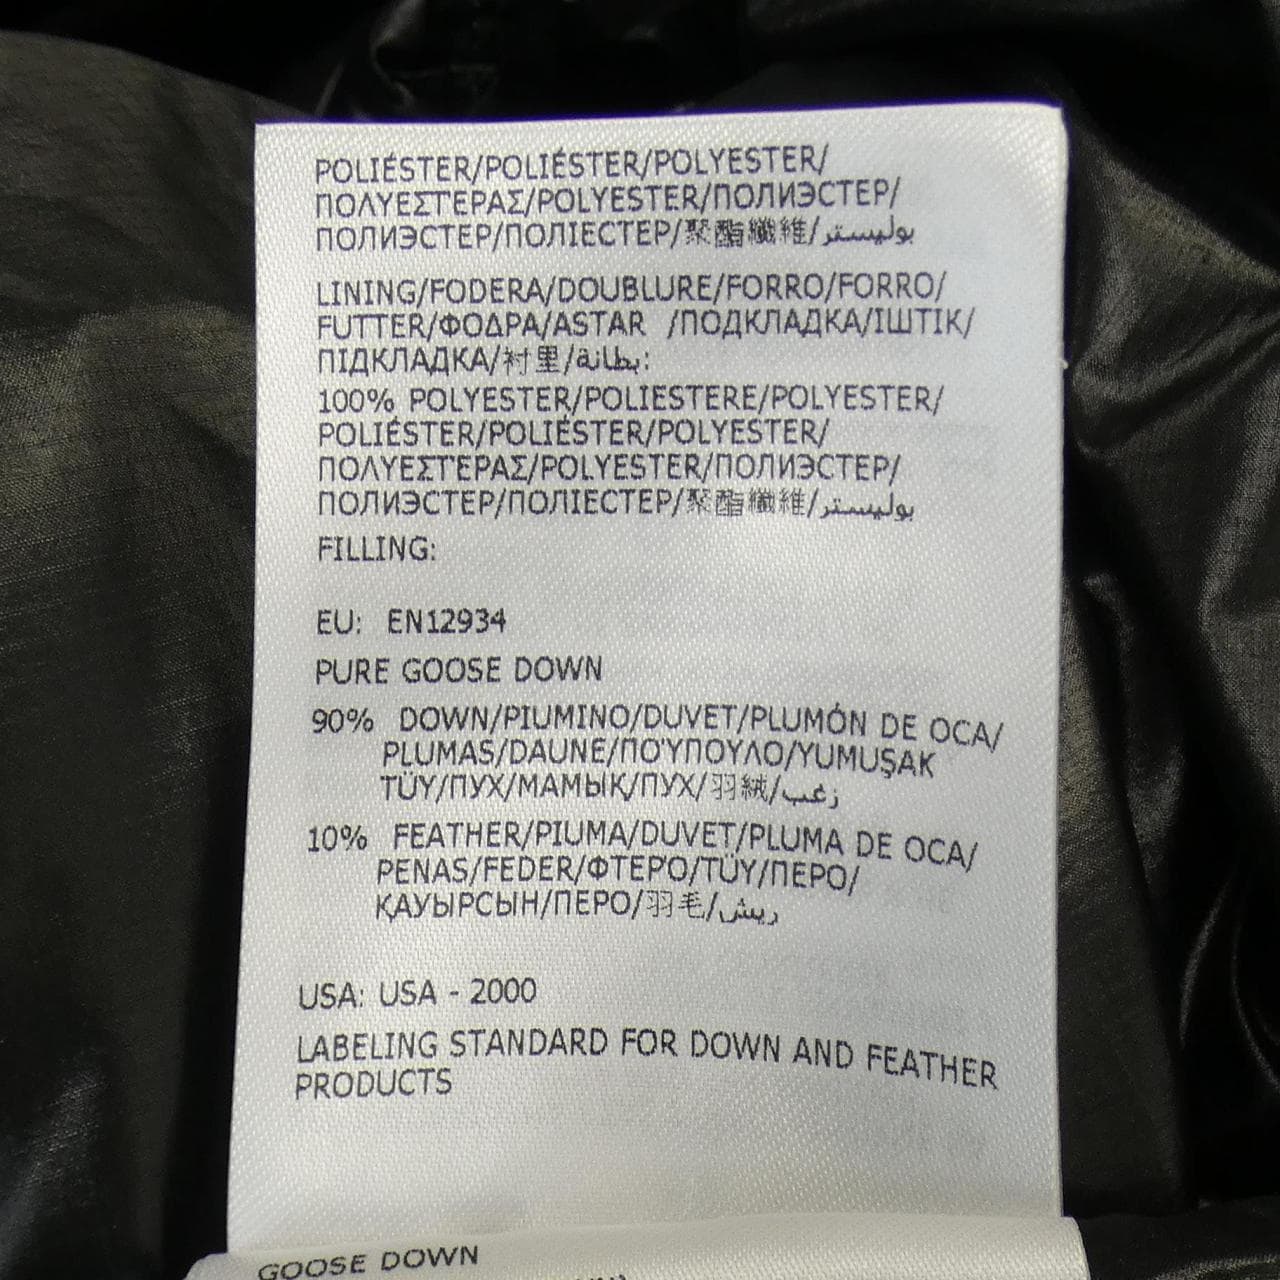 POLIÉSTER/POLIÉSTER/POLYESTER/
ΠΟΛΥΕΣΤΈΡΑΣ/POLYESTER/ПОЛИЭСТЕР/
ПОЛИЭСТЕР/ПОЛІЕСТЕР/聚酯纖維/بوليستر
LINING/FODERA/DOUBLURE/FORRO/FORRO/
FUTTER/ΦΟΔΡΑ/ASTAR /ПОДКЛАДКА/ІШТІК/
ПІДКЛАДКА/衬里/بطانة:
100% POLYESTER/POLIESTERE/POLYESTER/
POLIÉSTER/POLIÉSTER/POLYESTER/
ΠΟΛΥΕΣΤΈΡΑΣ/POLYESTER/ПОЛИЭСТЕР/
ПОЛИЭСТЕР/ПОЛІЕСТЕР/聚酯纖維/بوليستر
FILLING:
EU: EN12934
PURE GOOSE DOWN
90% DOWN/PIUMINO/DUVET/PLUMÓN DE OCA/
PLUMAS/DAUNE/ΠΟΎΠΟΥΛΟ/YUMUŞAK
TÜY/ПУХ/МАМЫҚ/ПУХ/羽絨/زغب
10% FEATHER/PIUMA/DUVET/PLUMA DE OCA/
PENAS/FEDER/ΦΤΕΡΌ/TÜY/ПЕРО/
ҚАУЫРСЫН/ПЕРО/羽毛/ريش
USA: USA - 2000
LABELING STANDARD FOR DOWN AND FEATHER
PRODUCTS
GOOSE DOWN